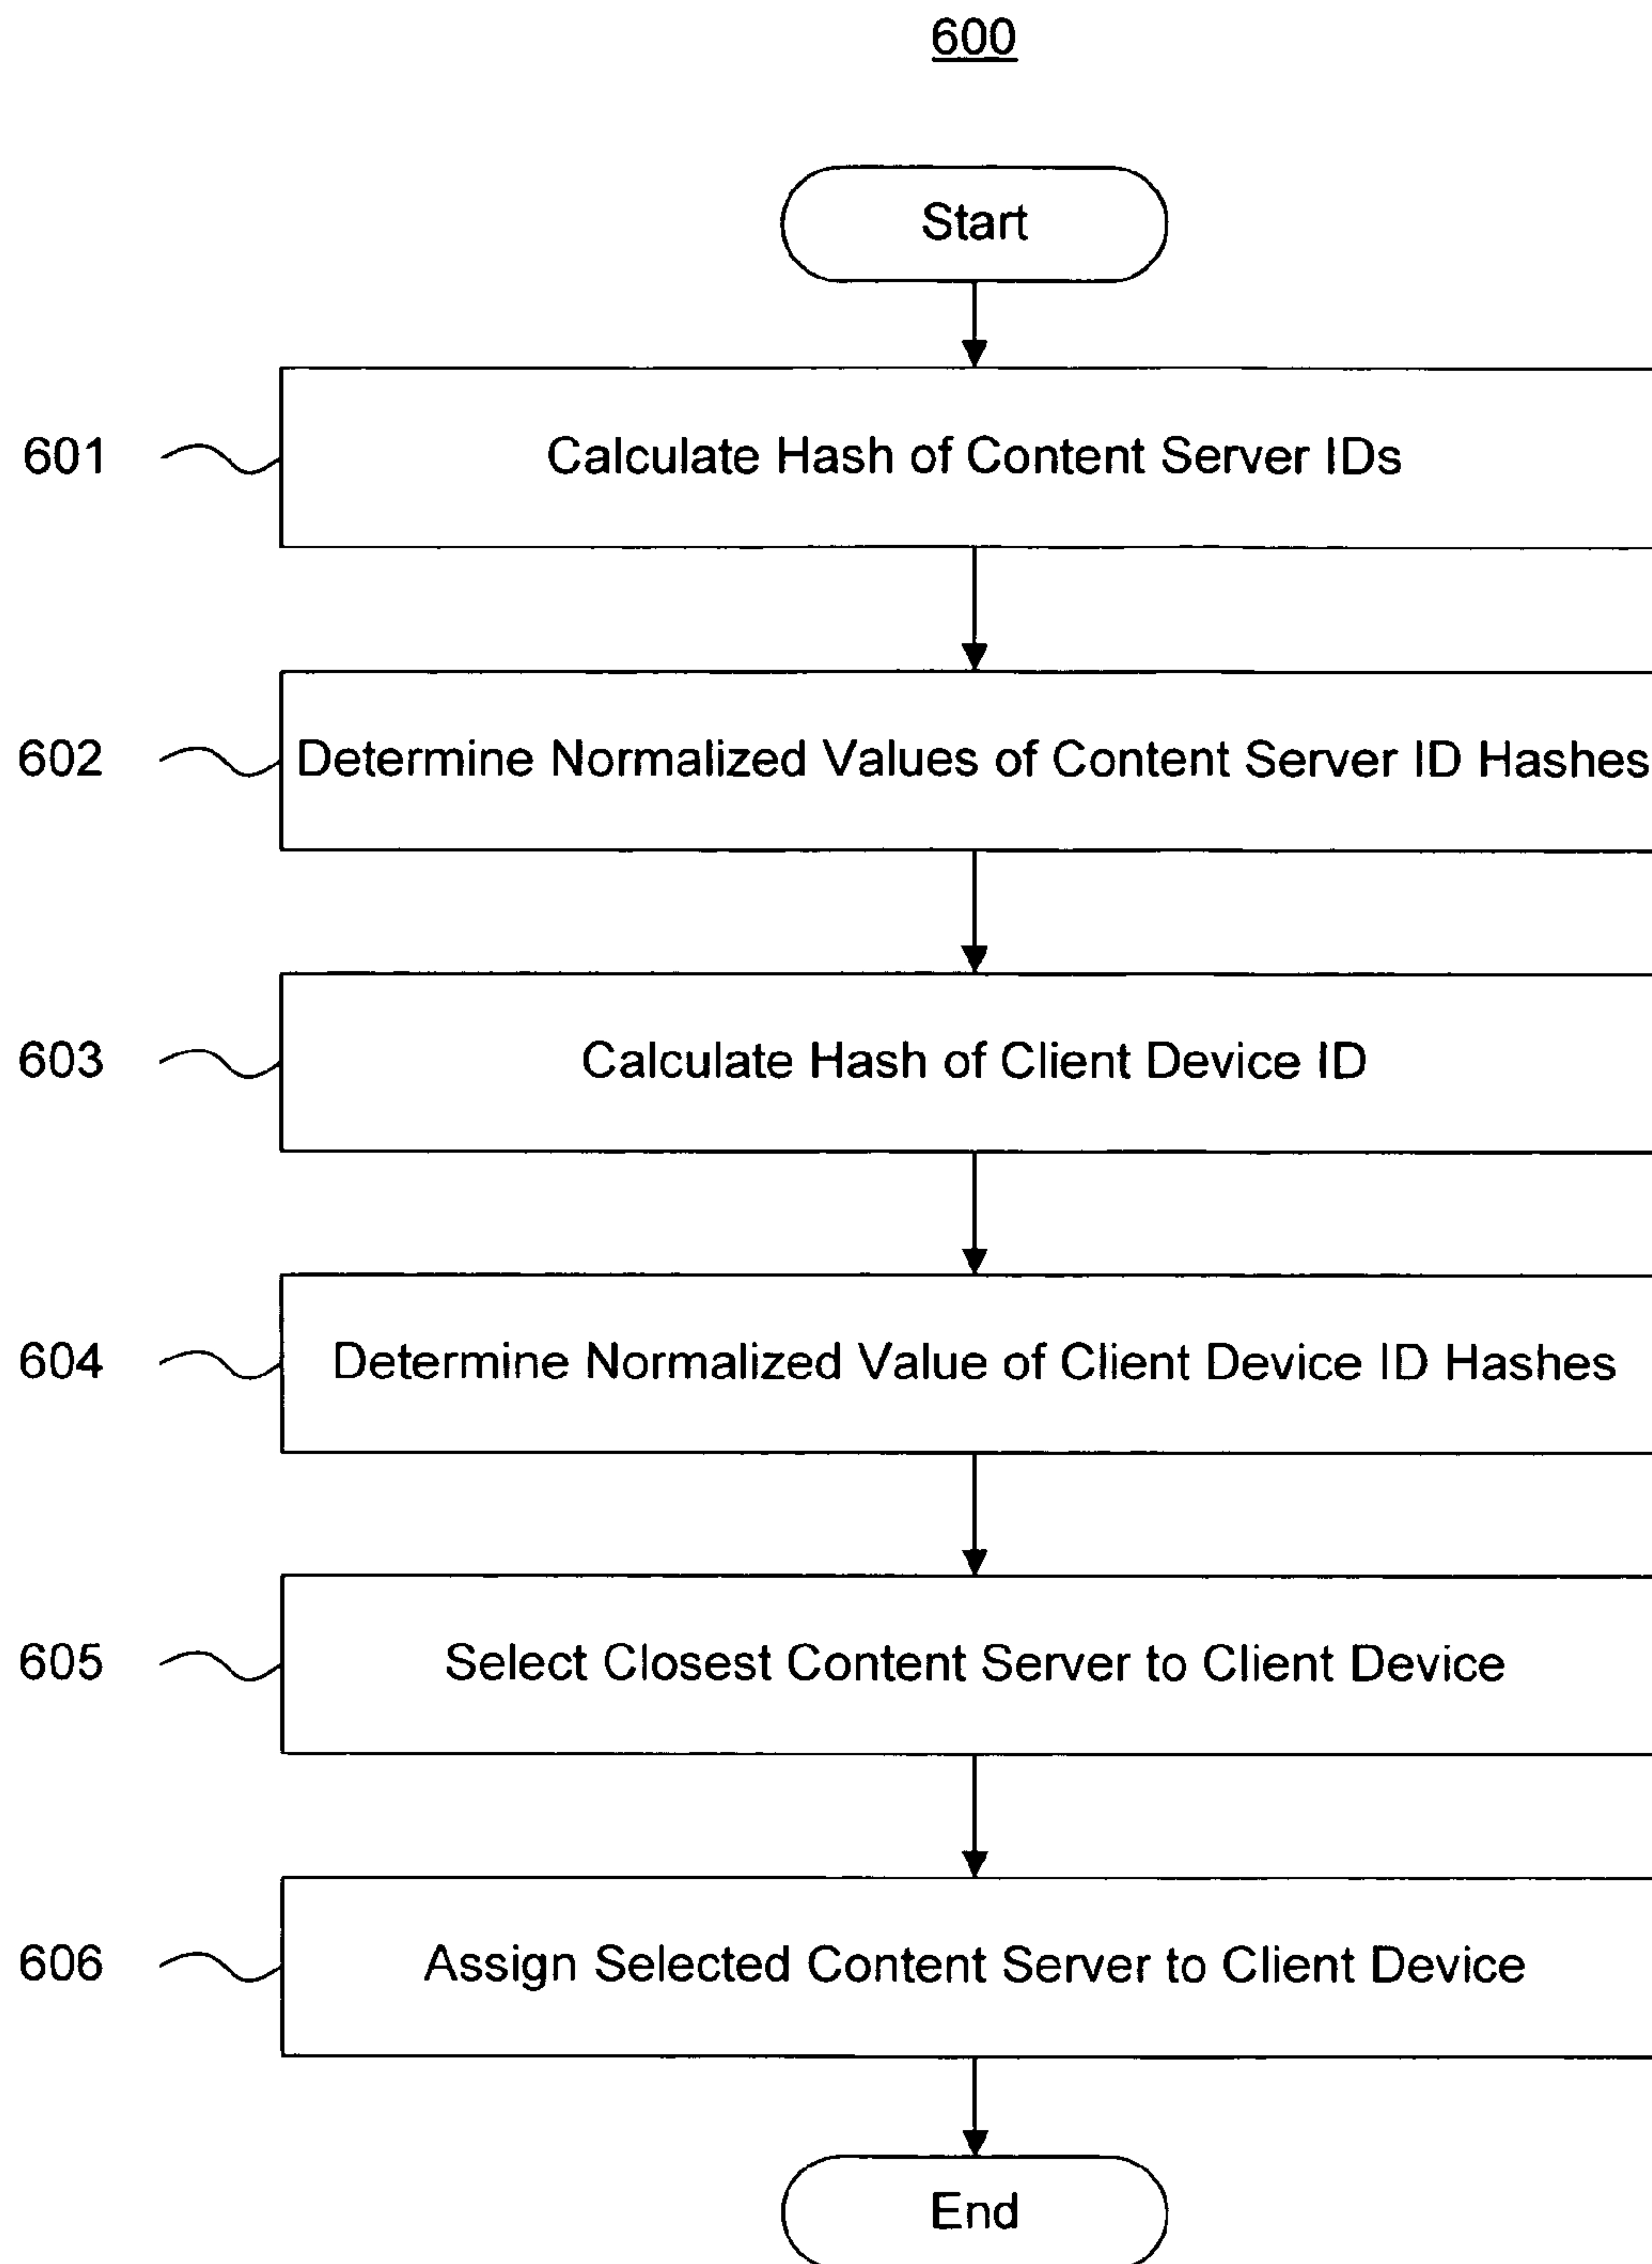 600
Start
601 Calculate Hash of Content Server IDs
602 Determine Normalized Values of Content Server ID Hashes
603 Calculate Hash of Client Device ID
604 Determine Normalized Value of Client Device ID Hashes
605 Select Closest Content Server to Client Device
606 Assign Selected Content Server to Client Device
End